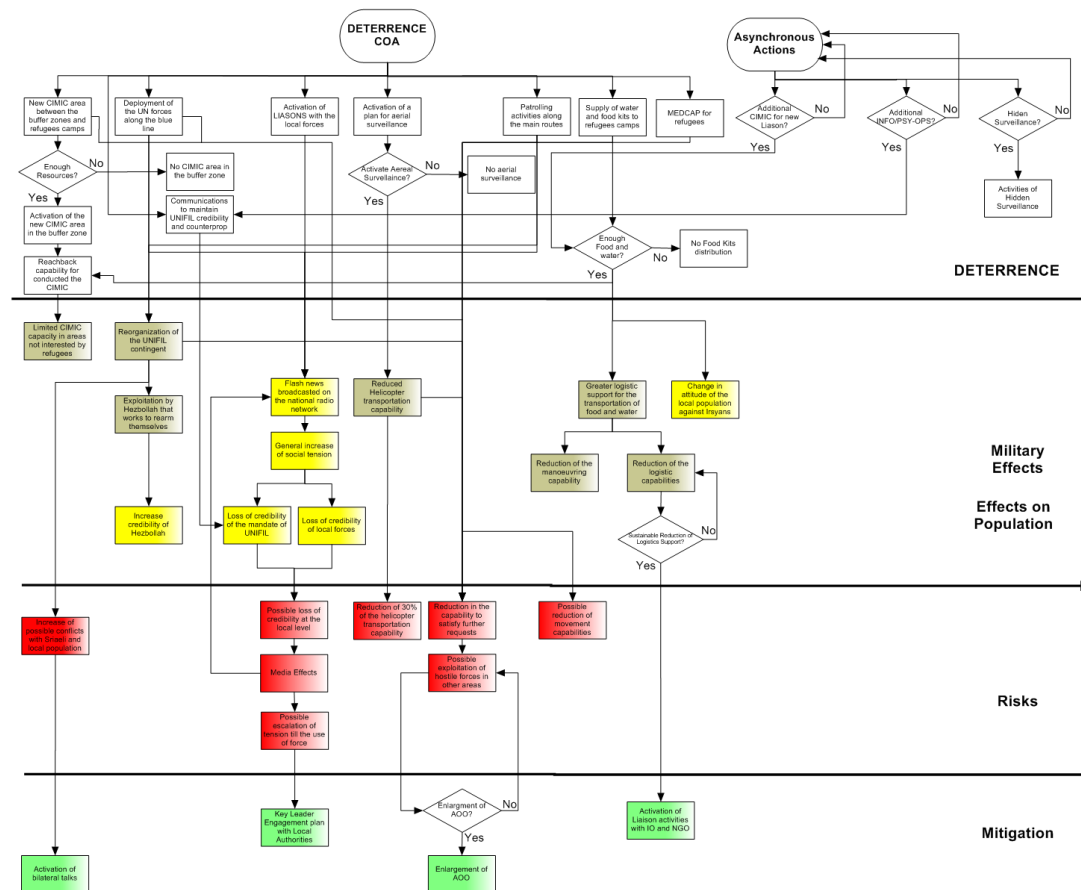 DETERRENCE
COA
Asynchronous
Actions
New CIMIC area
between the
buffer zones and
refugees camps
Deployment of
the UN forces
along the blue
line
Activation of
LIASONS with the
local forces
Activation of a
plan for aerial
surveillance
Patrolling
activities along
the main routes
Supply of water
and food kits to
refugees camps
MEDCAP for
refugees
Additional
CIMIC for new
Liason?
No
Yes
Additional
INFO/PSY-OPS?
No
Yes
Hiden
Surveillance?
No
Yes
Enough
Resources?
No
Yes
No CIMIC area in
the buffer zone
Activate Aereal
Surveillaince?
No
Yes
No aerial
surveillance
Activities of
Hidden
Surveillance
Activation of the
new CIMIC area
in the buffer zone
Communications
to maintain
UNIFIL credibility
and counterprop
Enough
Food and
water?
No
Yes
No Food Kits
distribution
Reachback
capability for
conducted the
CIMIC
DETERRENCE
Limited CIMIC
capacity in areas
not interested by
refugees
Reorganization of
the UNIFIL
contingent
Exploitation by
Hezbollah that
works to rearm
themselves
Flash news
broadcasted on
the national radio
network
Reduced
Helicopter
transportation
capability
Greater logistic
support for the
transportation of
food and water
Change in
attitude of the
local population
against Irsyans
General increase
of social tension
Reduction of the
manoeuvring
capability
Reduction of the
logistic
capabilities
Military
Effects
Effects on
Population
Increase
credibility of
Hezbollah
Loss of credibility
of the mandate of
UNIFIL
Loss of credibility
of local forces
Sustainable Reduction of
Logistics Support?
No
Yes
Increase of
possible conflicts
with Sraeli and
local population
Possible loss of
credibility at the
local level
Reduction of 30%
of the helicopter
transportation
capability
Reduction in the
capability to
satisfy further
requests
Possible
reduction of
movement
capabilities
Media Effects
Possible
exploitation of
hostile forces in
other areas
Risks
Possible
escalation of
tension till the use
of force
Key Leader
Engagement plan
with Local
Authorities
Enlargment of
AOO?
No
Yes
Activation of
Liaison activities
with IO and NGO
Mitigation
Activation of
bilateral talks
Enlargement of
AOO